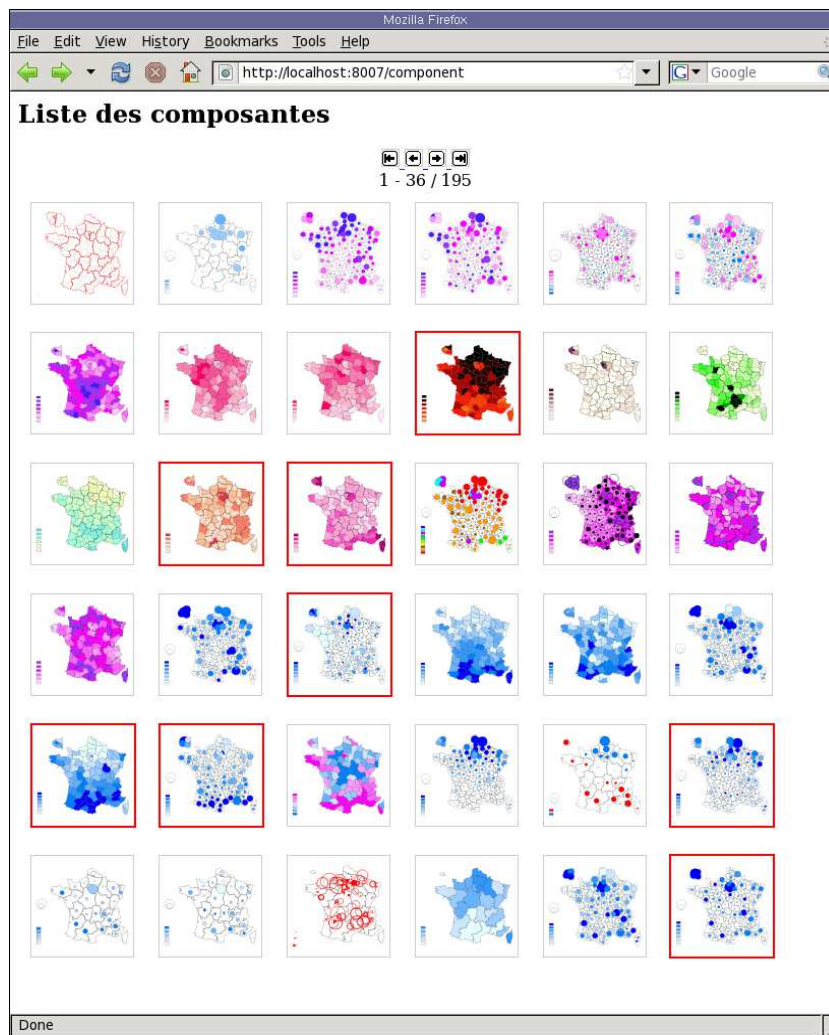 Mozilla Firefox
File Edit View History Bookmarks Tools Help
http://localhost:8007/component
G Google
Liste des composantes
1 - 36 / 195
Done